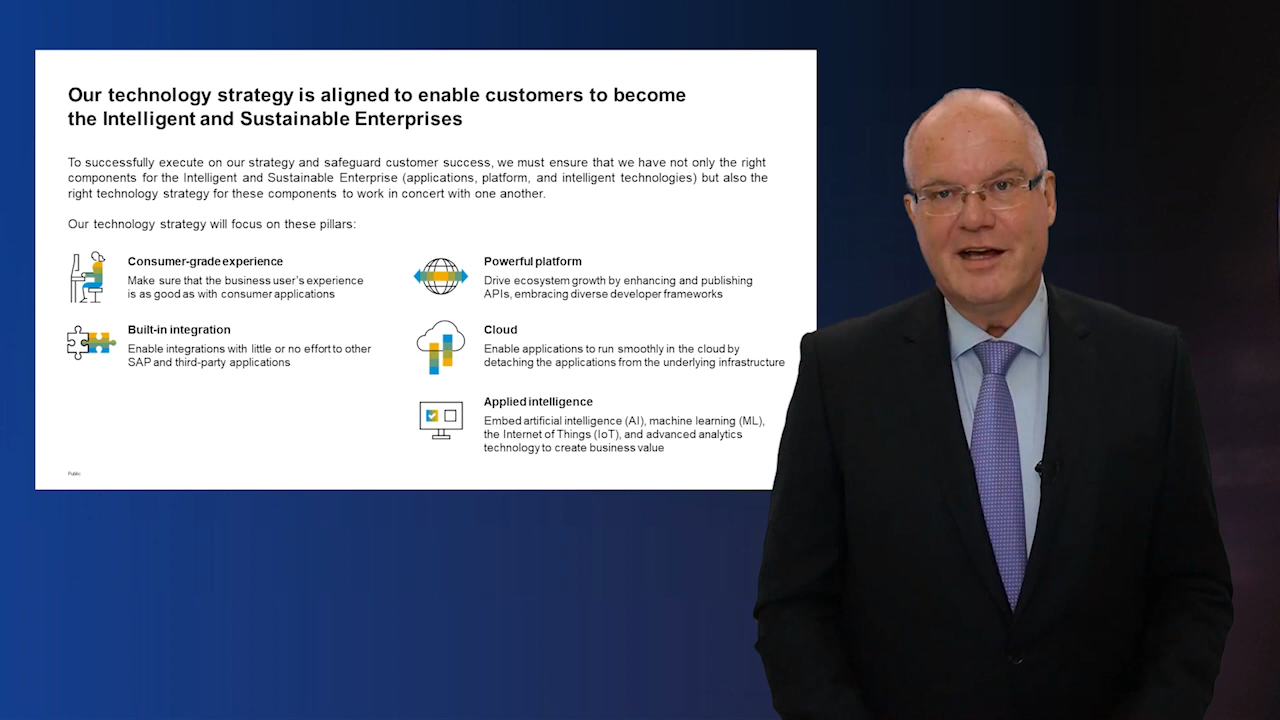 Our technology strategy is aligned to enable customers to become
the Intelligent and Sustainable Enterprises
To successfully execute on our strategy and safeguard customer success, we must ensure that we have not only the right
components for the Intelligent and Sustainable Enterprise (applications, platform, and intelligent technologies) but also the
right technology strategy for these components to work in concert with one another.
Our technology strategy will focus on these pillars:
Consumer-grade experience
Make sure that the business user's experience
is as good as with consumer applications
Built-in integration
Enable integrations with little or no effort to other
SAP and third-party applications
Powerful platform
Drive ecosystem growth by enhancing and publishing
APIs, embracing diverse developer frameworks
Cloud
Enable applications to run smoothly in the cloud by
detaching the applications from the underlying infrastructure
Applied intelligence
Embed artificial intelligence (AI), machine learning (ML),
the Internet of Things (IoT), and advanced analytics
technology to create business value
Public